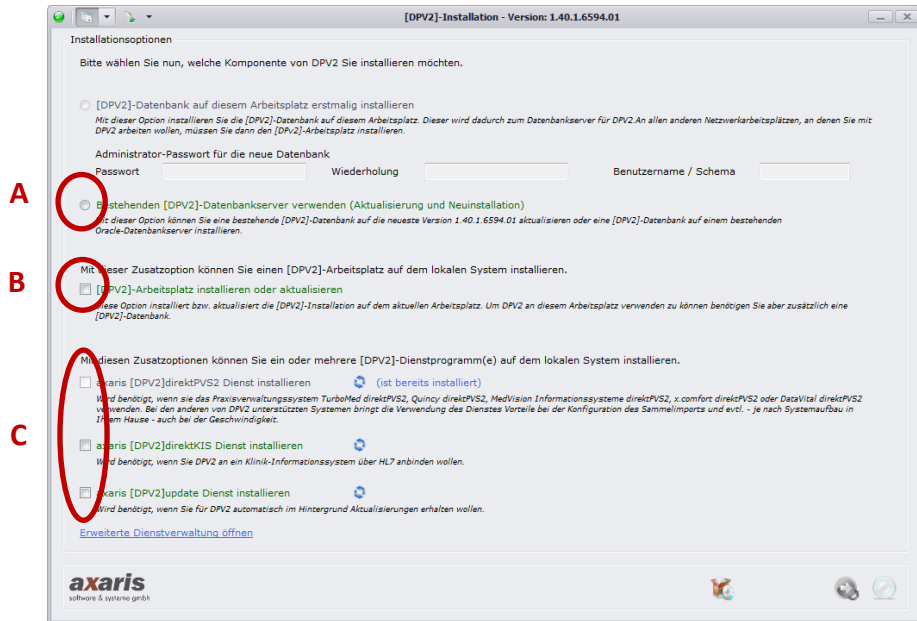 [DPV2]-Installation - Version: 1.40.1.6594.01
Installationsoptionen
Bitte wählen Sie nun, welche Komponente von DPV2 Sie installieren möchten.
[DPV2]-Datenbank auf diesem Arbeitsplatz erstmalig installieren
Mit dieser Option installieren Sie die [DPV2]-Datenbank auf diesem Arbeitsplatz. Dieser wird dadurch zum Datenbankserver für DPV2.An allen anderen Netzwerkarbeitsplätzen, an denen Sie mit
DPV2 arbeiten wollen, müssen Sie dann den [DPV2]-Arbeitsplatz installieren.
Administrator-Passwort für die neue Datenbank
Passwort Wiederholung Benutzername / Schema
A
Bestehenden [DPV2]-Datenbankserver verwenden (Aktualisierung und Neuinstallation)
Mit dieser Option können Sie eine bestehende [DPV2]-Datenbank auf die neueste Version 1.40.1.6594.01 aktualisieren oder eine [DPV2]-Datenbank auf einem bestehenden
Oracle-Datenbankserver installieren.
Mit dieser Zusatzoption können Sie einen [DPV2]-Arbeitsplatz auf dem lokalen System installieren.
B
[DPV2]-Arbeitsplatz installieren oder aktualisieren
Diese Option installiert bzw. aktualisiert die [DPV2]-Installation auf dem aktuellen Arbeitsplatz. Um DPV2 an diesem Arbeitsplatz verwenden zu können benötigen Sie aber zusätzlich eine
[DPV2]-Datenbank.
Mit diesen Zusatzoptionen können Sie ein oder mehrere [DPV2]-Dienstprogramm(e) auf dem lokalen System installieren.
axaris [DPV2]direktPVS2 Dienst installieren (ist bereits installiert)
Wird benötigt, wenn sie das Praxisverwaltungssystem TurboMed direktPVS2, Quincy direktPVS2, MedVision Informationssysteme direktPVS2, x.comfort direktPVS2 oder DataVital direktPVS2
verwenden. Bei den anderen von DPV2 unterstützten Systemen bringt die Verwendung des Dienstes Vorteile bei der Konfiguration des Sammelimports und evtl. - je nach Systemaufbau in
Ihrem Hause - auch bei der Geschwindigkeit.
C
axaris [DPV2]direktKIS Dienst installieren
Wird benötigt, wenn Sie DPV2 an ein Klinik-Informationssystem über HL7 anbinden wollen.
axaris [DPV2]update Dienst installieren
Wird benötigt, wenn Sie für DPV2 automatisch im Hintergrund Aktualisierungen erhalten wollen.
Erweiterte Dienstverwaltung öffnen
axaris
software & systeme gmbh